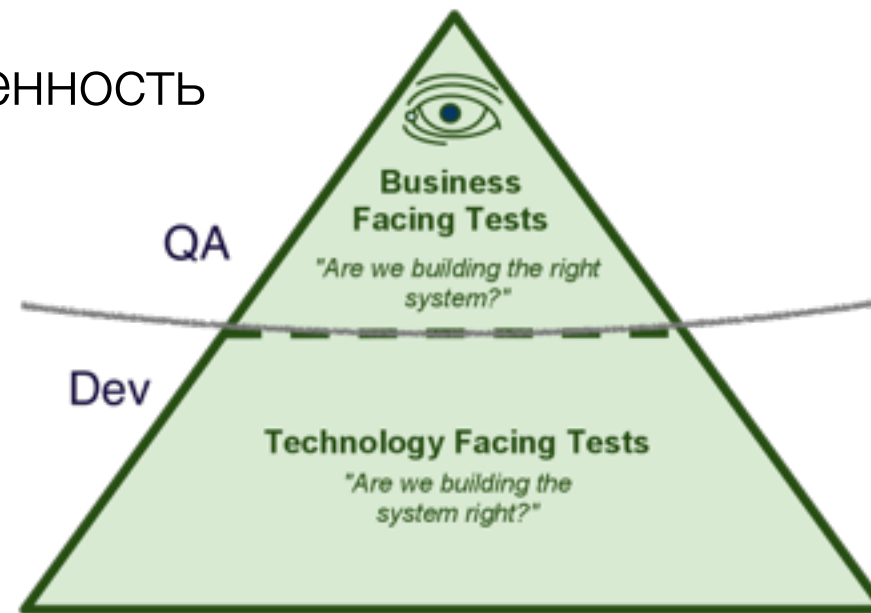 енность
Business
Facing Tests
QA
"Are we building the right
system?"
Dev
Technology Facing Tests
"Are we building the
system right?"